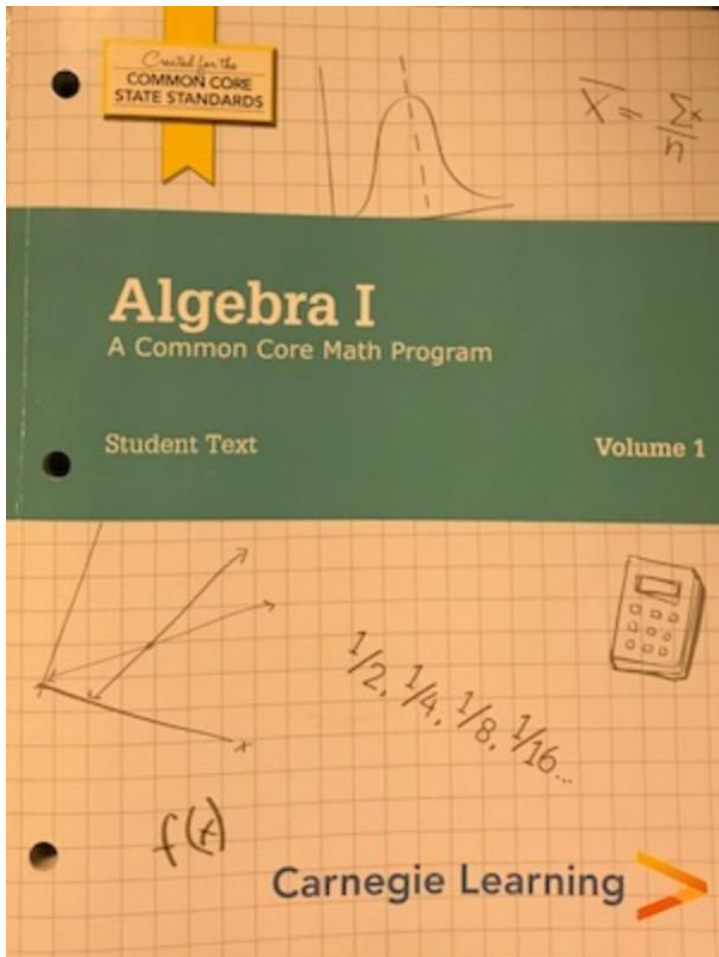 Created for the
COMMON CORE
STATE STANDARDS
X̅ = Σx/n
Algebra I
A Common Core Math Program
Student Text
Volume 1
1/2, 1/4, 1/8, 1/16...
x
f(x)
Carnegie Learning